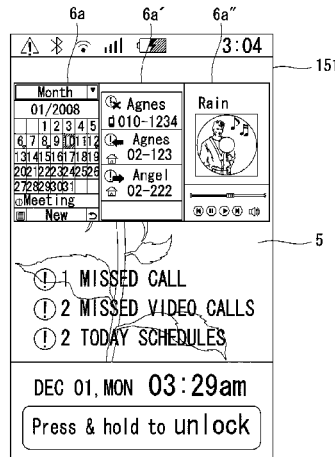 6a 6a´ 6a″
3:04
151
Month
01/2008
1 2 3 4 5
6 7 8 9 10 11 12
13 14 15 16 17 18 19
20 21 22 23 24 25 26
27 28 29 30 31
Meeting
New
Agnes
010-1234
Agnes
02-123
Angel
02-222
Rain
5
! 1 MISSED CALL
! 2 MISSED VIDEO CALLS
! 2 TODAY SCHEDULES
DEC 01, MON 03:29am
Press & hold to unlock